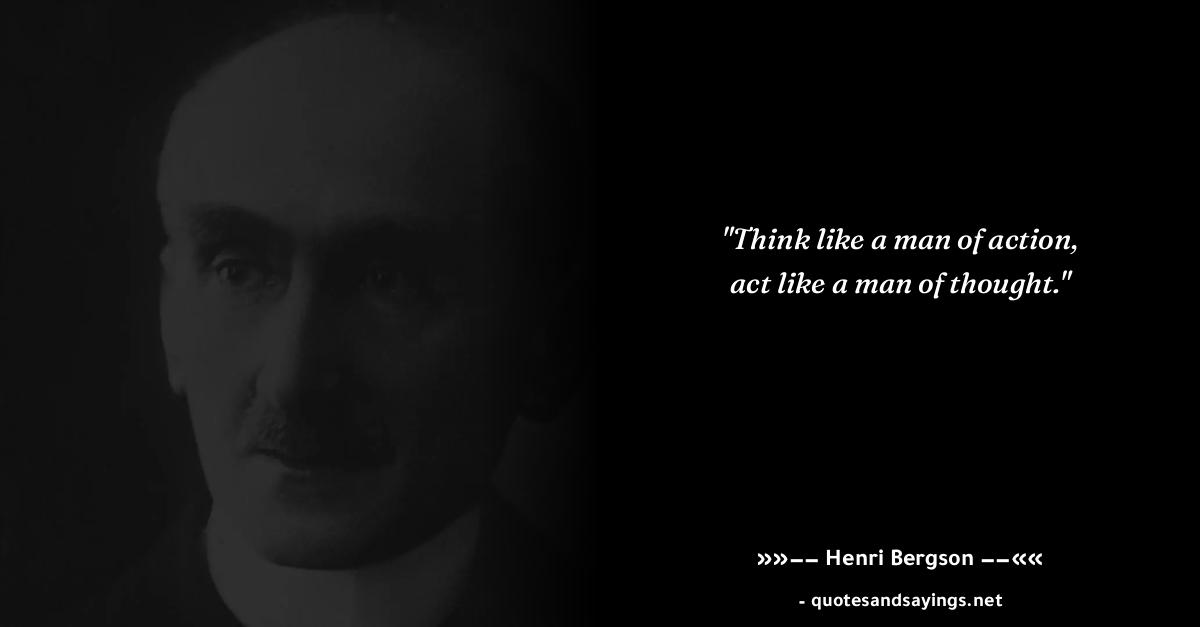 "Think like a man of action,
act like a man of thought."
»»−− Henri Bergson −−««
- quotesandsayings.net